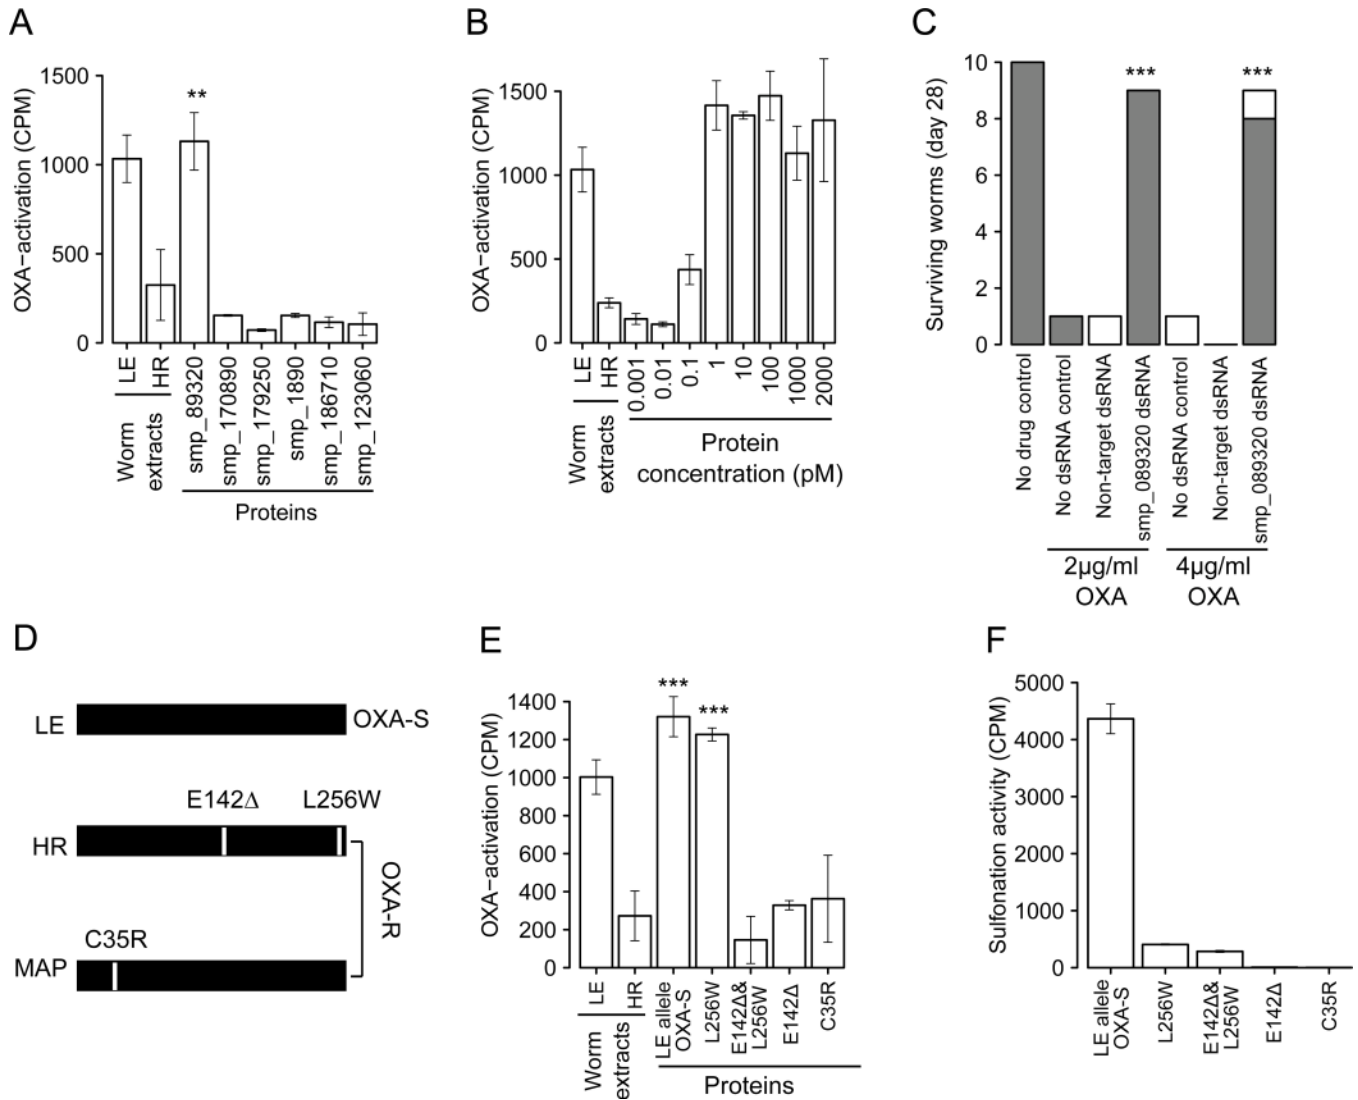 A
OXA−activation (CPM)
1500
1000
500
0
**
LE
HR
smp_89320
smp_170890
smp_179250
smp_1890
smp_186710
smp_123060
Worm
extracts
Proteins
B
OXA−activation (CPM)
1500
1000
500
0
LE
HR
0.001
0.01
0.1
1
10
100
1000
2000
Worm
extracts
Protein
concentration (pM)
C
Surviving worms (day 28)
10
8
6
4
2
0
***
***
No drug control
No dsRNA control
Non-target dsRNA
smp_089320 dsRNA
No dsRNA control
Non-target dsRNA
smp_089320 dsRNA
2µg/ml
OXA
4µg/ml
OXA
D
LE
OXA-S
E142Δ
L256W
HR
C35R
MAP
OXA-R
E
OXA−activation (CPM)
1400
1200
1000
800
600
400
200
0
***
***
LE
HR
LE allele
OXA-S
L256W
E142Δ&
L256W
E142Δ
C35R
Worm
extracts
Proteins
F
Sulfonation activity (CPM)
5000
4000
3000
2000
1000
0
LE allele
OXA-S
L256W
E142Δ&
L256W
E142Δ
C35R